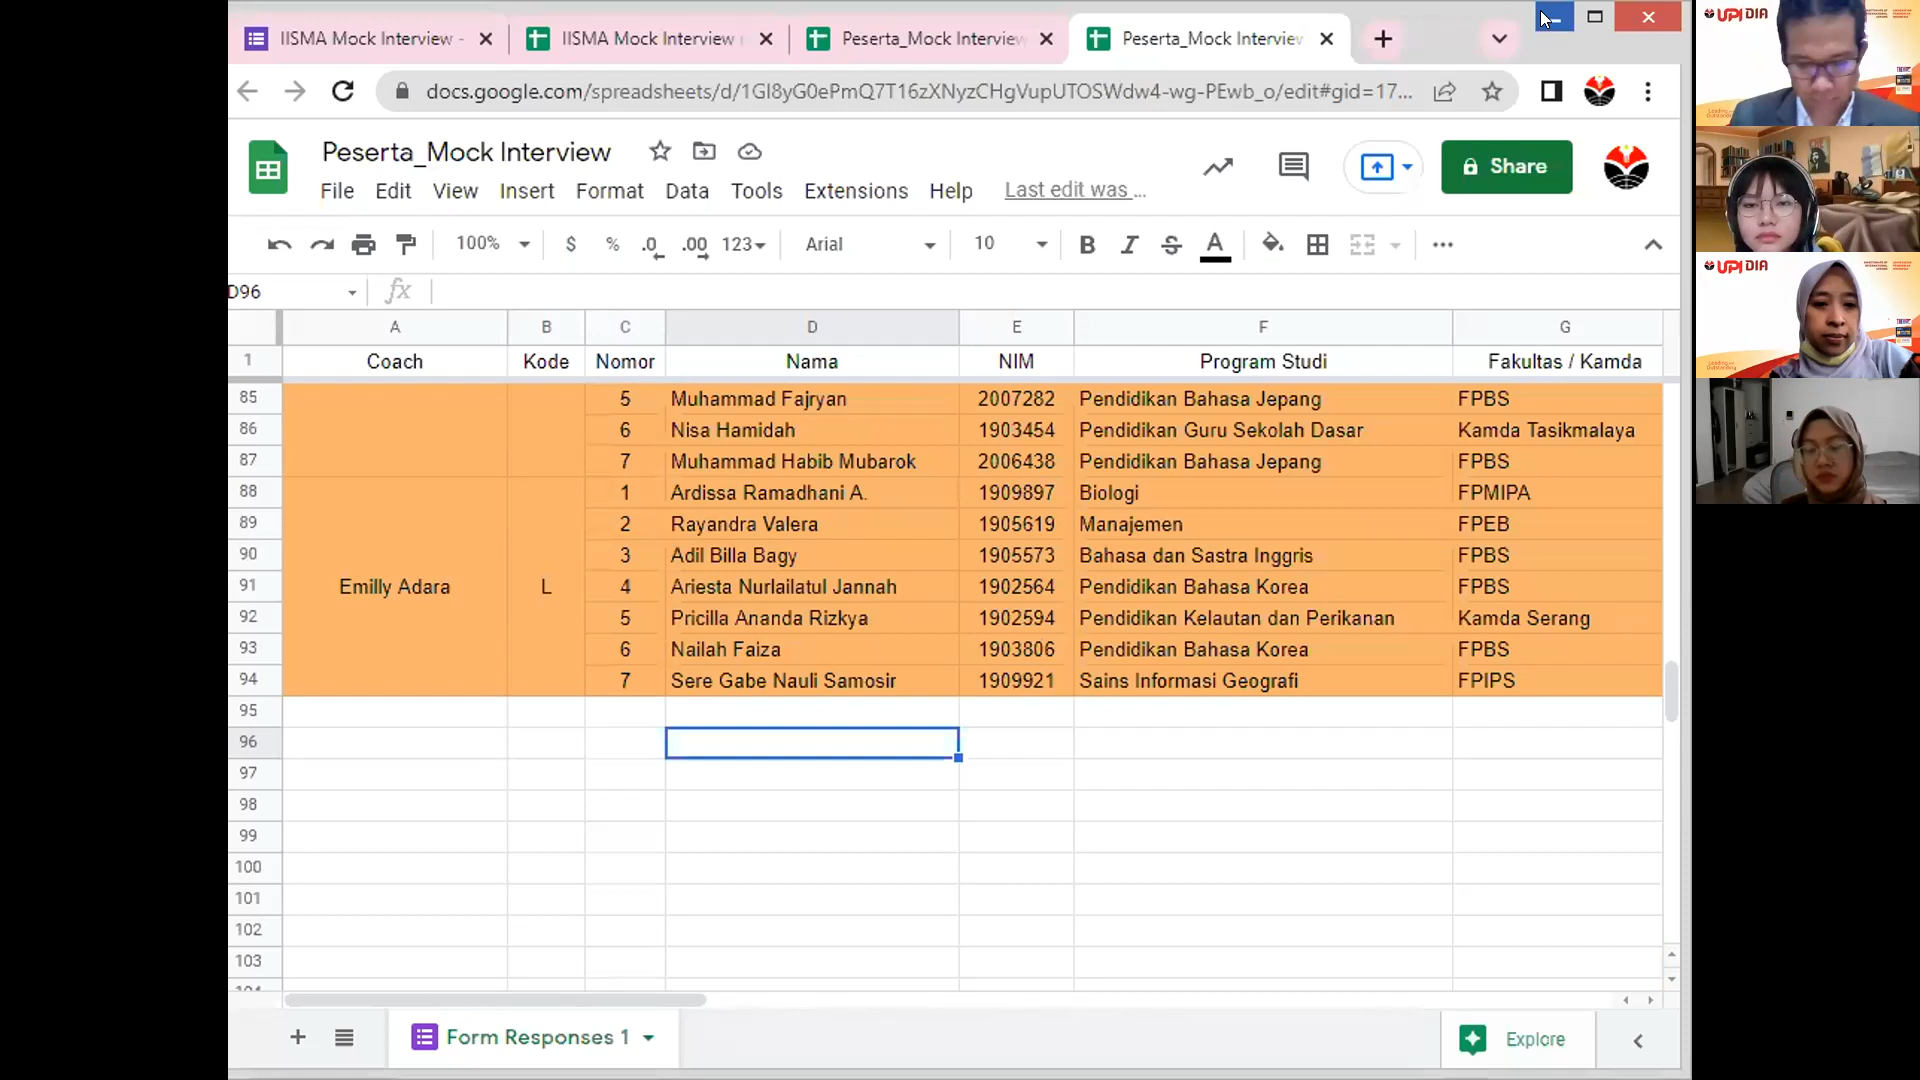 IISMA Mock Interview -
IISMA Mock Interview
Peserta_Mock Interview
Peserta_Mock Interview
docs.google.com/spreadsheets/d/1Gl8yG0ePmQ7T16zXNyzCHgVupUTOSWdw4-wg-PEwb_o/edit#gid=17...
Peserta_Mock Interview
File Edit View Insert Format Data Tools Extensions Help Last edit was ...
Share
100% $ % .0 .00 123 Arial 10 B I S A
D96 fx
A B C D E F G
1 Coach Kode Nomor Nama NIM Program Studi Fakultas / Kamda
85 5 Muhammad Fajryan 2007282 Pendidikan Bahasa Jepang FPBS
86 6 Nisa Hamidah 1903454 Pendidikan Guru Sekolah Dasar Kamda Tasikmalaya
87 7 Muhammad Habib Mubarok 2006438 Pendidikan Bahasa Jepang FPBS
88 1 Ardissa Ramadhani A. 1909897 Biologi FPMIPA
89 2 Rayandra Valera 1905619 Manajemen FPEB
90 3 Adil Billa Bagy 1905573 Bahasa dan Sastra Inggris FPBS
91 Emilly Adara L 4 Ariesta Nurlailatul Jannah 1902564 Pendidikan Bahasa Korea FPBS
92 5 Pricilla Ananda Rizkya 1902594 Pendidikan Kelautan dan Perikanan Kamda Serang
93 6 Nailah Faiza 1903806 Pendidikan Bahasa Korea FPBS
94 7 Sere Gabe Nauli Samosir 1909921 Sains Informasi Geografi FPIPS
95
96
97
98
99
100
101
102
103
Form Responses 1
Explore
UPI DIA
UPI DIA